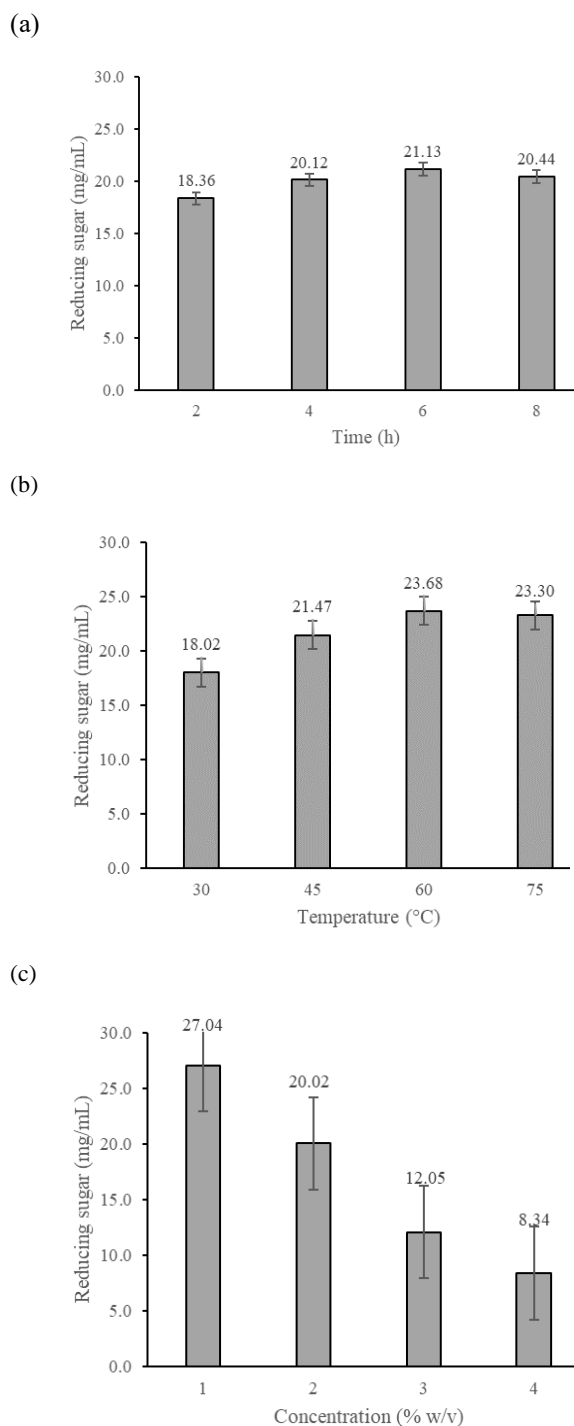 (a)
Reducing sugar (mg/mL)
30.0
25.0
20.0
15.0
10.0
5.0
0.0
18.36
20.12
21.13
20.44
2 4 6 8
Time (h)
(b)
Reducing sugar (mg/mL)
30.0
25.0
20.0
15.0
10.0
5.0
0.0
18.02
21.47
23.68
23.30
30 45 60 75
Temperature (°C)
(c)
Reducing sugar (mg/mL)
30.0
25.0
20.0
15.0
10.0
5.0
0.0
27.04
20.02
12.05
8.34
1 2 3 4
Concentration (% w/v)